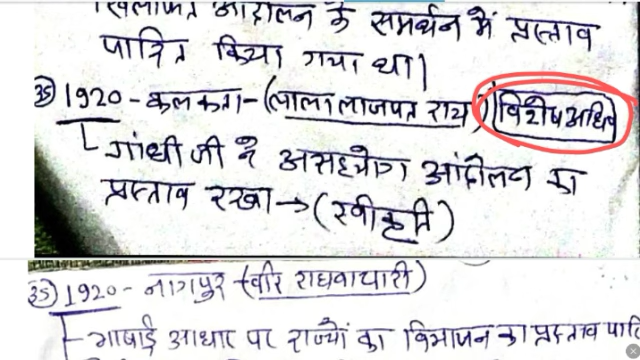 खिलाफत आंदोलन के समर्थन में प्रस्ताव
पारित किया गया था।
35) 1920 - कलकत्ता - (लाला लाजपत राय) (विशेष अधि०)
गांधी जी ने असहयोग आंदोलन का
प्रस्ताव रखा → (स्वीकृति)
35) 1920 - नागपुर - (वीर राघवाचारी)
भाषाई आधार पर राज्यों का विभाजन का प्रस्ताव पारि